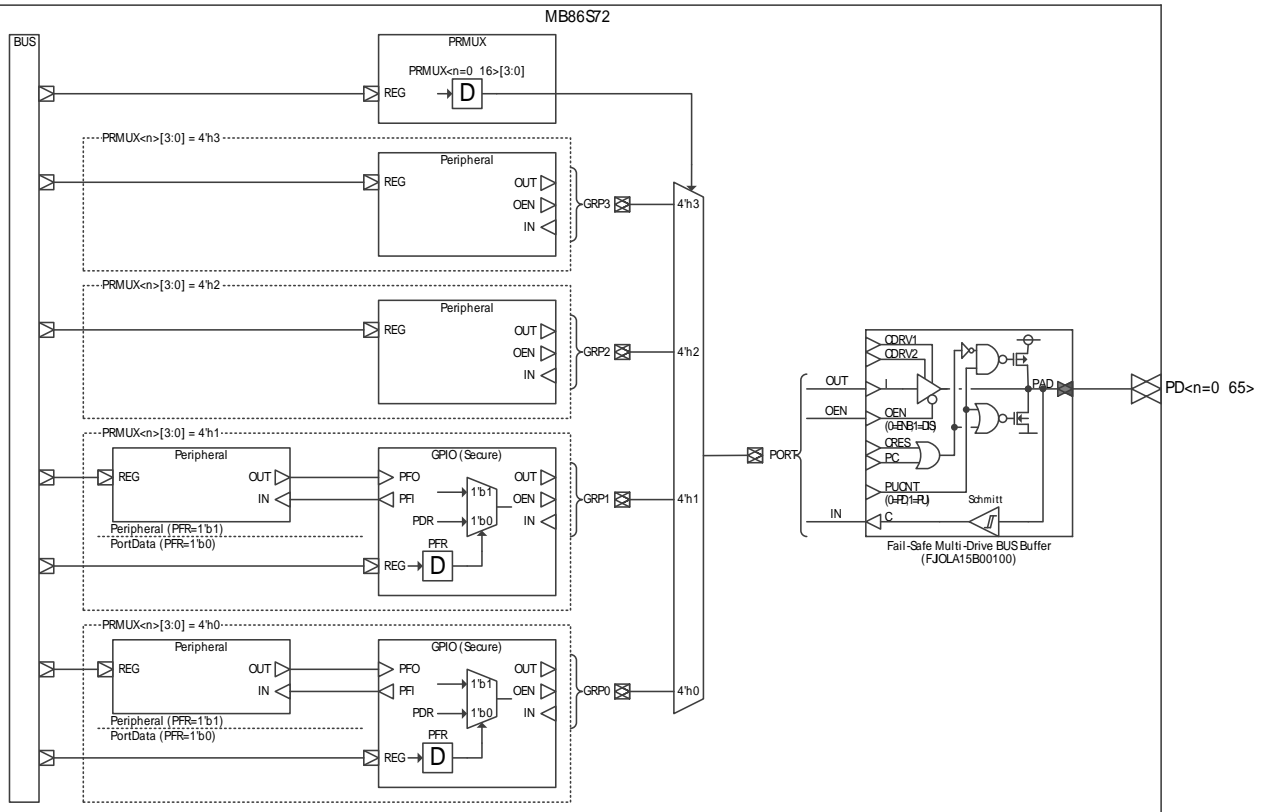 MB86S72
BUS
PRMUX
PRMUX<n=0 16>[3:0]
REG
D
PRMUX<n>[3:0] = 4'h3
Peripheral
REG
OUT
OEN
IN
GRP3
4'h3
PRMUX<n>[3:0] = 4'h2
Peripheral
REG
OUT
OEN
IN
GRP2
4'h2
PRMUX<n>[3:0] = 4'h1
Peripheral
REG
OUT
IN
Peripheral (PFR=1'b1)
PortData (PFR=1'b0)
GPIO (Secure)
PFO
PFI
1'b1
PDR
1'b0
PFR
REG
D
OUT
OEN
IN
GRP1
4'h1
PRMUX<n>[3:0] = 4'h0
Peripheral
REG
OUT
IN
Peripheral (PFR=1'b1)
PortData (PFR=1'b0)
GPIO (Secure)
PFO
PFI
1'b1
PDR
1'b0
PFR
REG
D
OUT
OEN
IN
GRP0
4'h0
PORT
OUT
OEN
IN
CDRV1
CDRV2
I
OEN
(0=ENB,1=DIS)
CRES
PC
PUCNT
(0=PD,1=PU)
C
Schmitt
PAD
Fail-Safe Multi-Drive BUS Buffer
(FJIOLA15B00100)
PD<n=0 65>